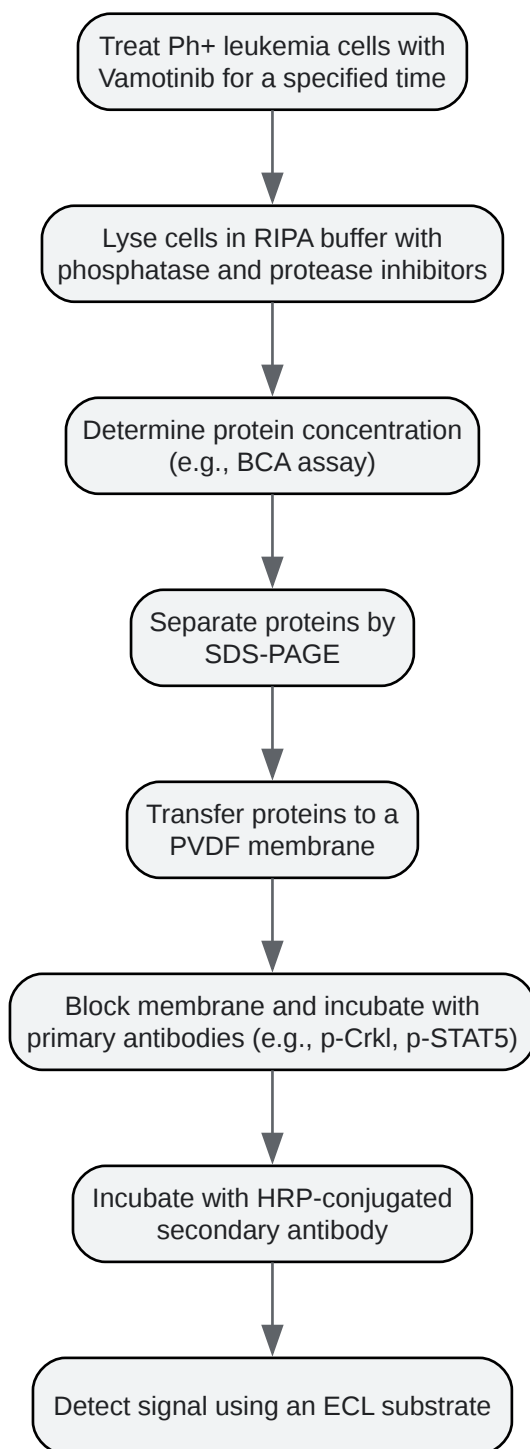 Treat Ph+ leukemia cells with
Vamotinib for a specified time
Lyse cells in RIPA buffer with
phosphatase and protease inhibitors
Determine protein concentration
(e.g., BCA assay)
Separate proteins by
SDS-PAGE
Transfer proteins to a
PVDF membrane
Block membrane and incubate with
primary antibodies (e.g., p-Crkl, p-STAT5)
Incubate with HRP-conjugated
secondary antibody
Detect signal using an ECL substrate